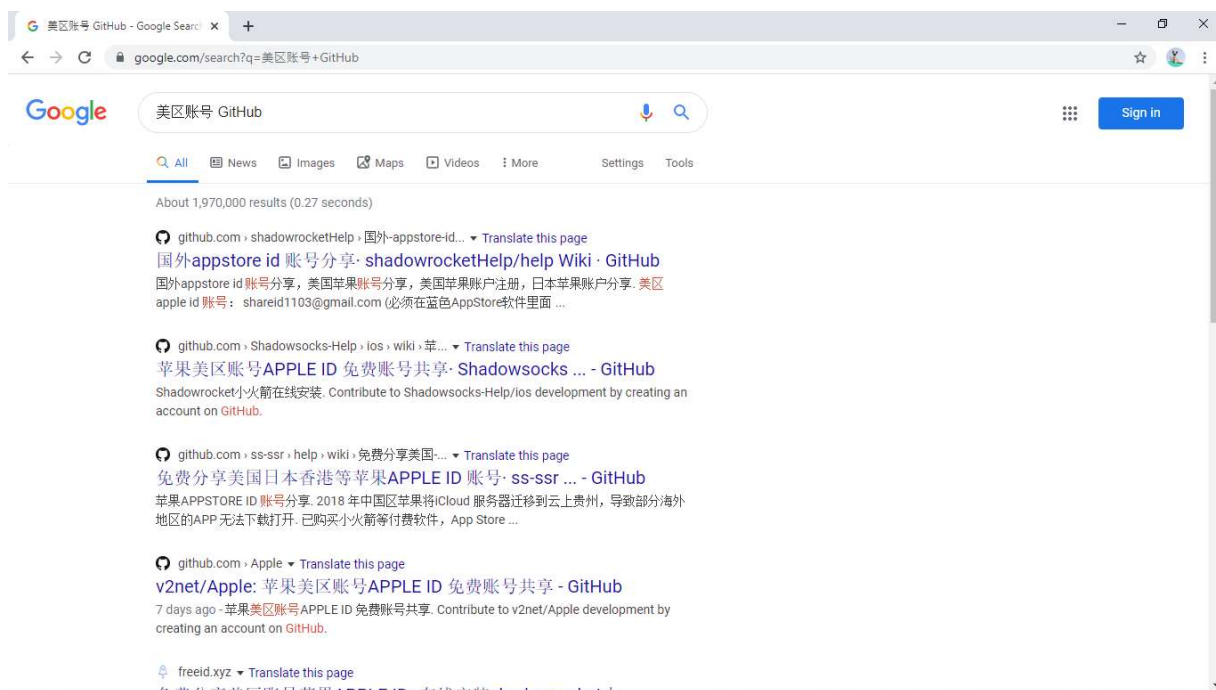 美区账号 GitHub - Google Searc
google.com/search?q=美区账号+GitHub
Google
美区账号 GitHub
Sign in
All News Images Maps Videos More Settings Tools
About 1,970,000 results (0.27 seconds)
github.com › shadowrocketHelp › 国外-appstore-id... Translate this page
国外appstore id 账号分享· shadowrocketHelp/help Wiki · GitHub
国外appstore id 账号分享，美国苹果账号分享，美国苹果账户注册，日本苹果账户分享. 美区
apple id 账号： shareid1103@gmail.com (必须在蓝色AppStore软件里面 ...
github.com › Shadowsocks-Help › ios › wiki › 苹... Translate this page
苹果美区账号APPLE ID 免费账号共享· Shadowsocks ... - GitHub
Shadowrocket小火箭在线安装. Contribute to Shadowsocks-Help/ios development by creating an
account on GitHub.
github.com › ss-ssr › help › wiki › 免费分享美国-... Translate this page
免费分享美国日本香港等苹果APPLE ID 账号· ss-ssr ... - GitHub
苹果APPSTORE ID 账号分享. 2018 年中国区苹果将iCloud 服务器迁移到云上贵州，导致部分海外
地区的APP 无法下载打开. 已购买小火箭等付费软件，App Store ...
github.com › Apple Translate this page
v2net/Apple: 苹果美区账号APPLE ID 免费账号共享 - GitHub
7 days ago - 苹果美区账号APPLE ID 免费账号共享. Contribute to v2net/Apple development by
creating an account on GitHub.
freeid.xyz Translate this page